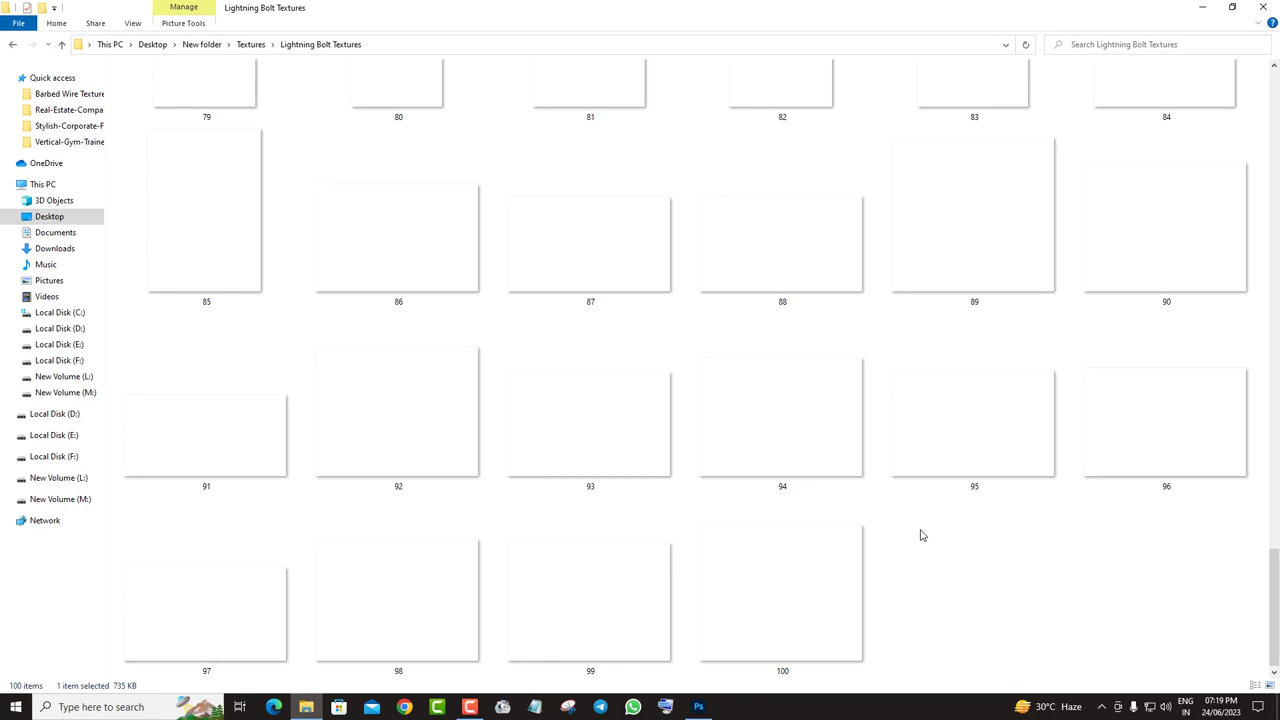 Manage
Lightning Bolt Textures
File
Home
Share
View
Picture Tools
This PC
Desktop
New folder
Textures
Lightning Bolt Textures
Search Lightning Bolt Textures
Quick access
Barbed Wire Texture
Real-Estate-Compa
Stylish-Corporate-F
Vertical-Gym-Traine
OneDrive
This PC
3D Objects
Desktop
Documents
Downloads
Music
Pictures
Videos
Local Disk (C:)
Local Disk (D:)
Local Disk (E:)
Local Disk (F:)
New Volume (L:)
New Volume (M:)
Local Disk (D:)
Local Disk (E:)
Local Disk (F:)
New Volume (L:)
New Volume (M:)
Network
79 80 81 82 83 84
85 86 87 88 89 90
91 92 93 94 95 96
97 98 99 100
100 items 1 item selected 735 KB
Type here to search
Ps
30°C Haze
ENG
IN
07:19 PM
24/06/2023